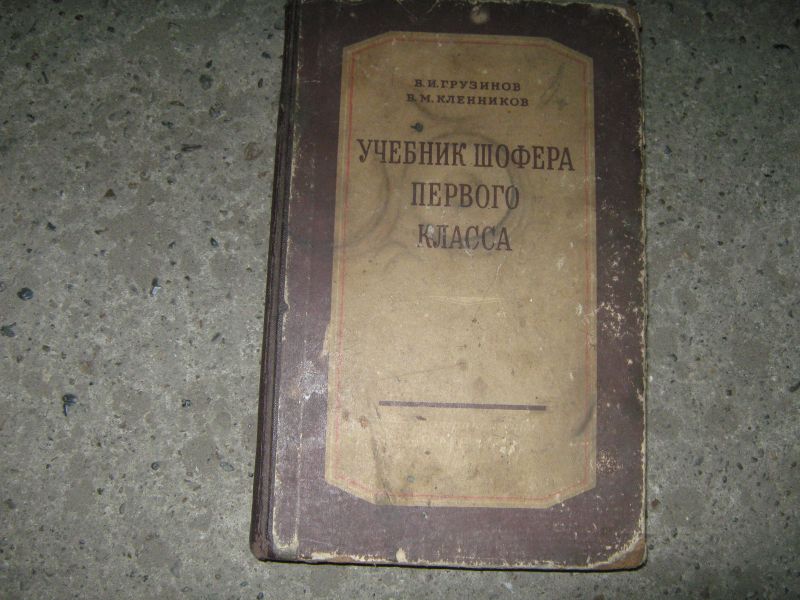 В. И. ГРУЗИНОВ
В. М. КЛЕННИКОВ
УЧЕБНИК ШОФЕРА
ПЕРВОГО
КЛАССА